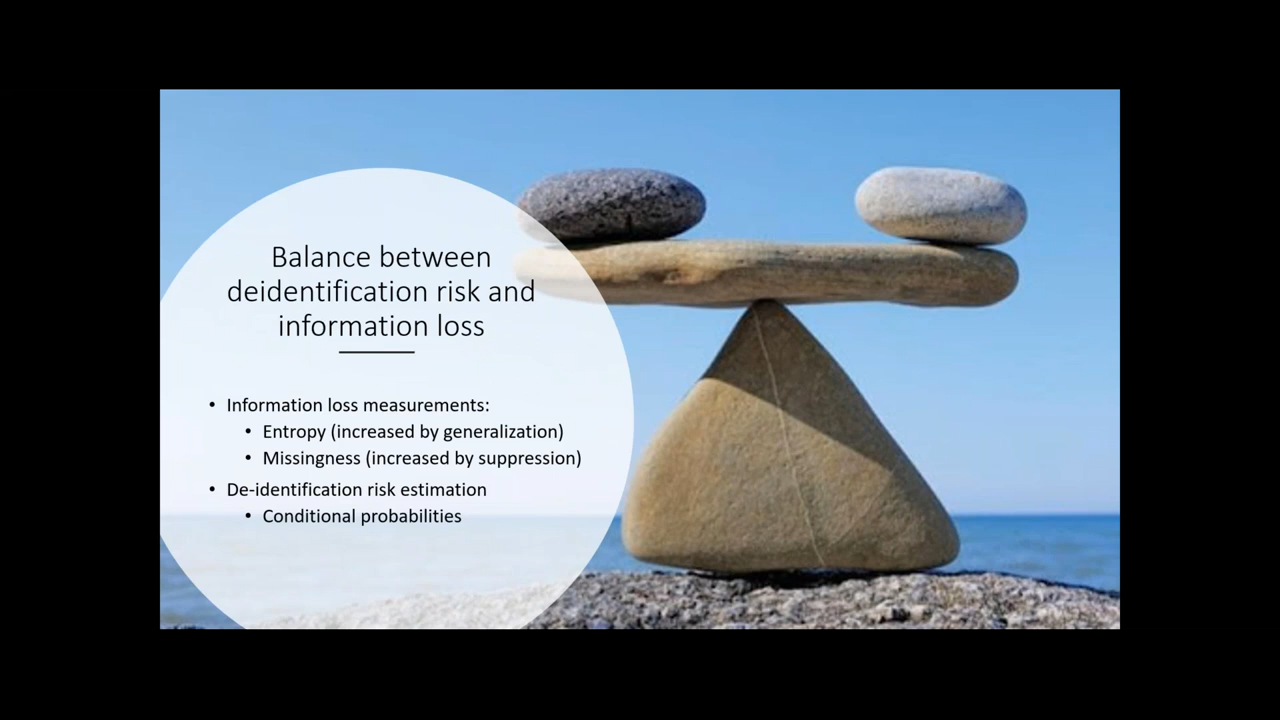 Balance between
deidentification risk and
information loss
• Information loss measurements:
• Entropy (increased by generalization)
• Missingness (increased by suppression)
• De-identification risk estimation
• Conditional probabilities